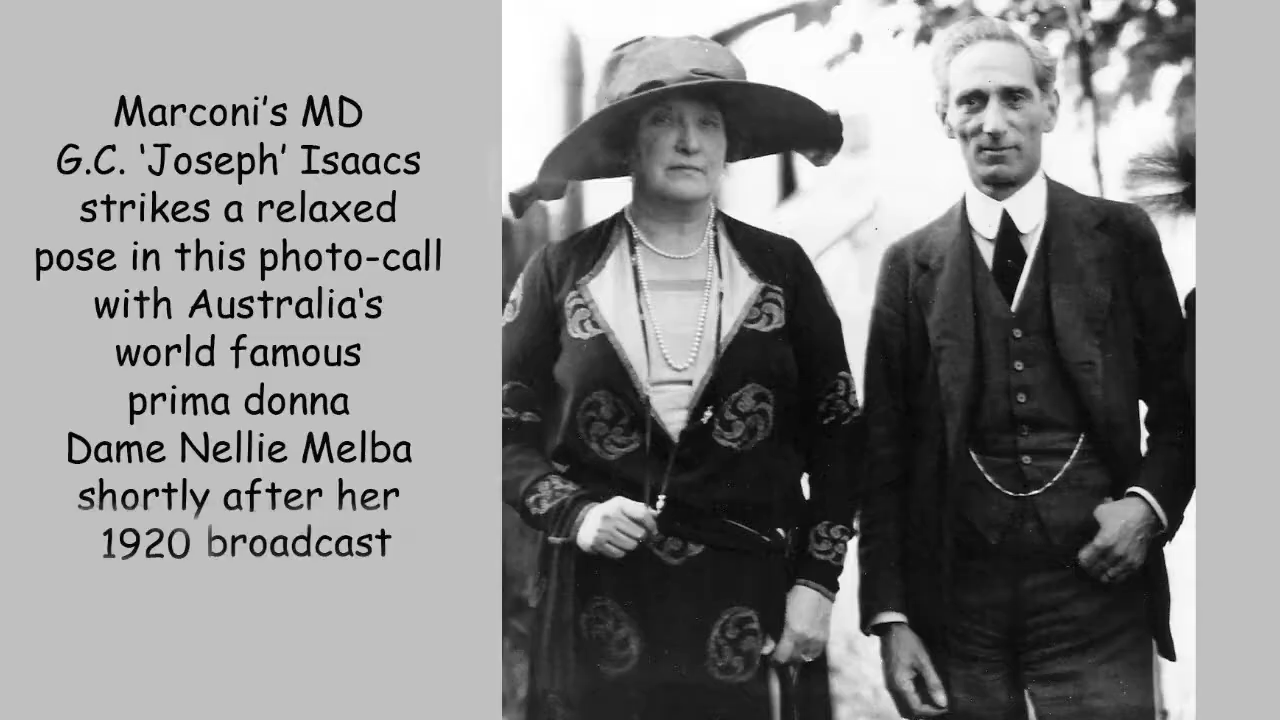 Marconi's MD
G.C. 'Joseph' Isaacs
strikes a relaxed
pose in this photo-call
with Australia's
world famous
prima donna
Dame Nellie Melba
shortly after her
1920 broadcast